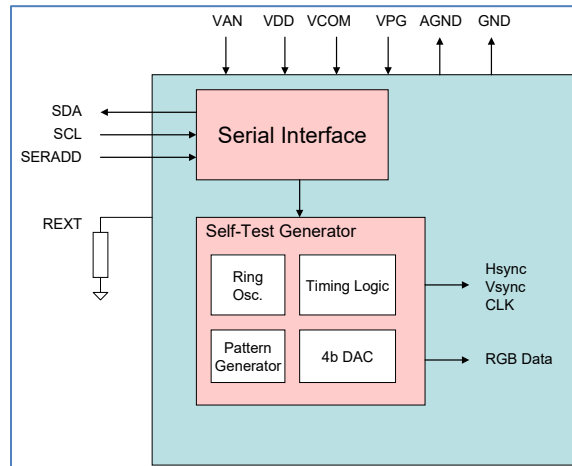 VAN VDD VCOM VPG AGND GND
SDA
SCL
SERADD
Serial Interface
REXT
Self-Test Generator
Ring
Osc.
Timing Logic
Pattern
Generator
4b DAC
Hsync
Vsync
CLK
RGB Data